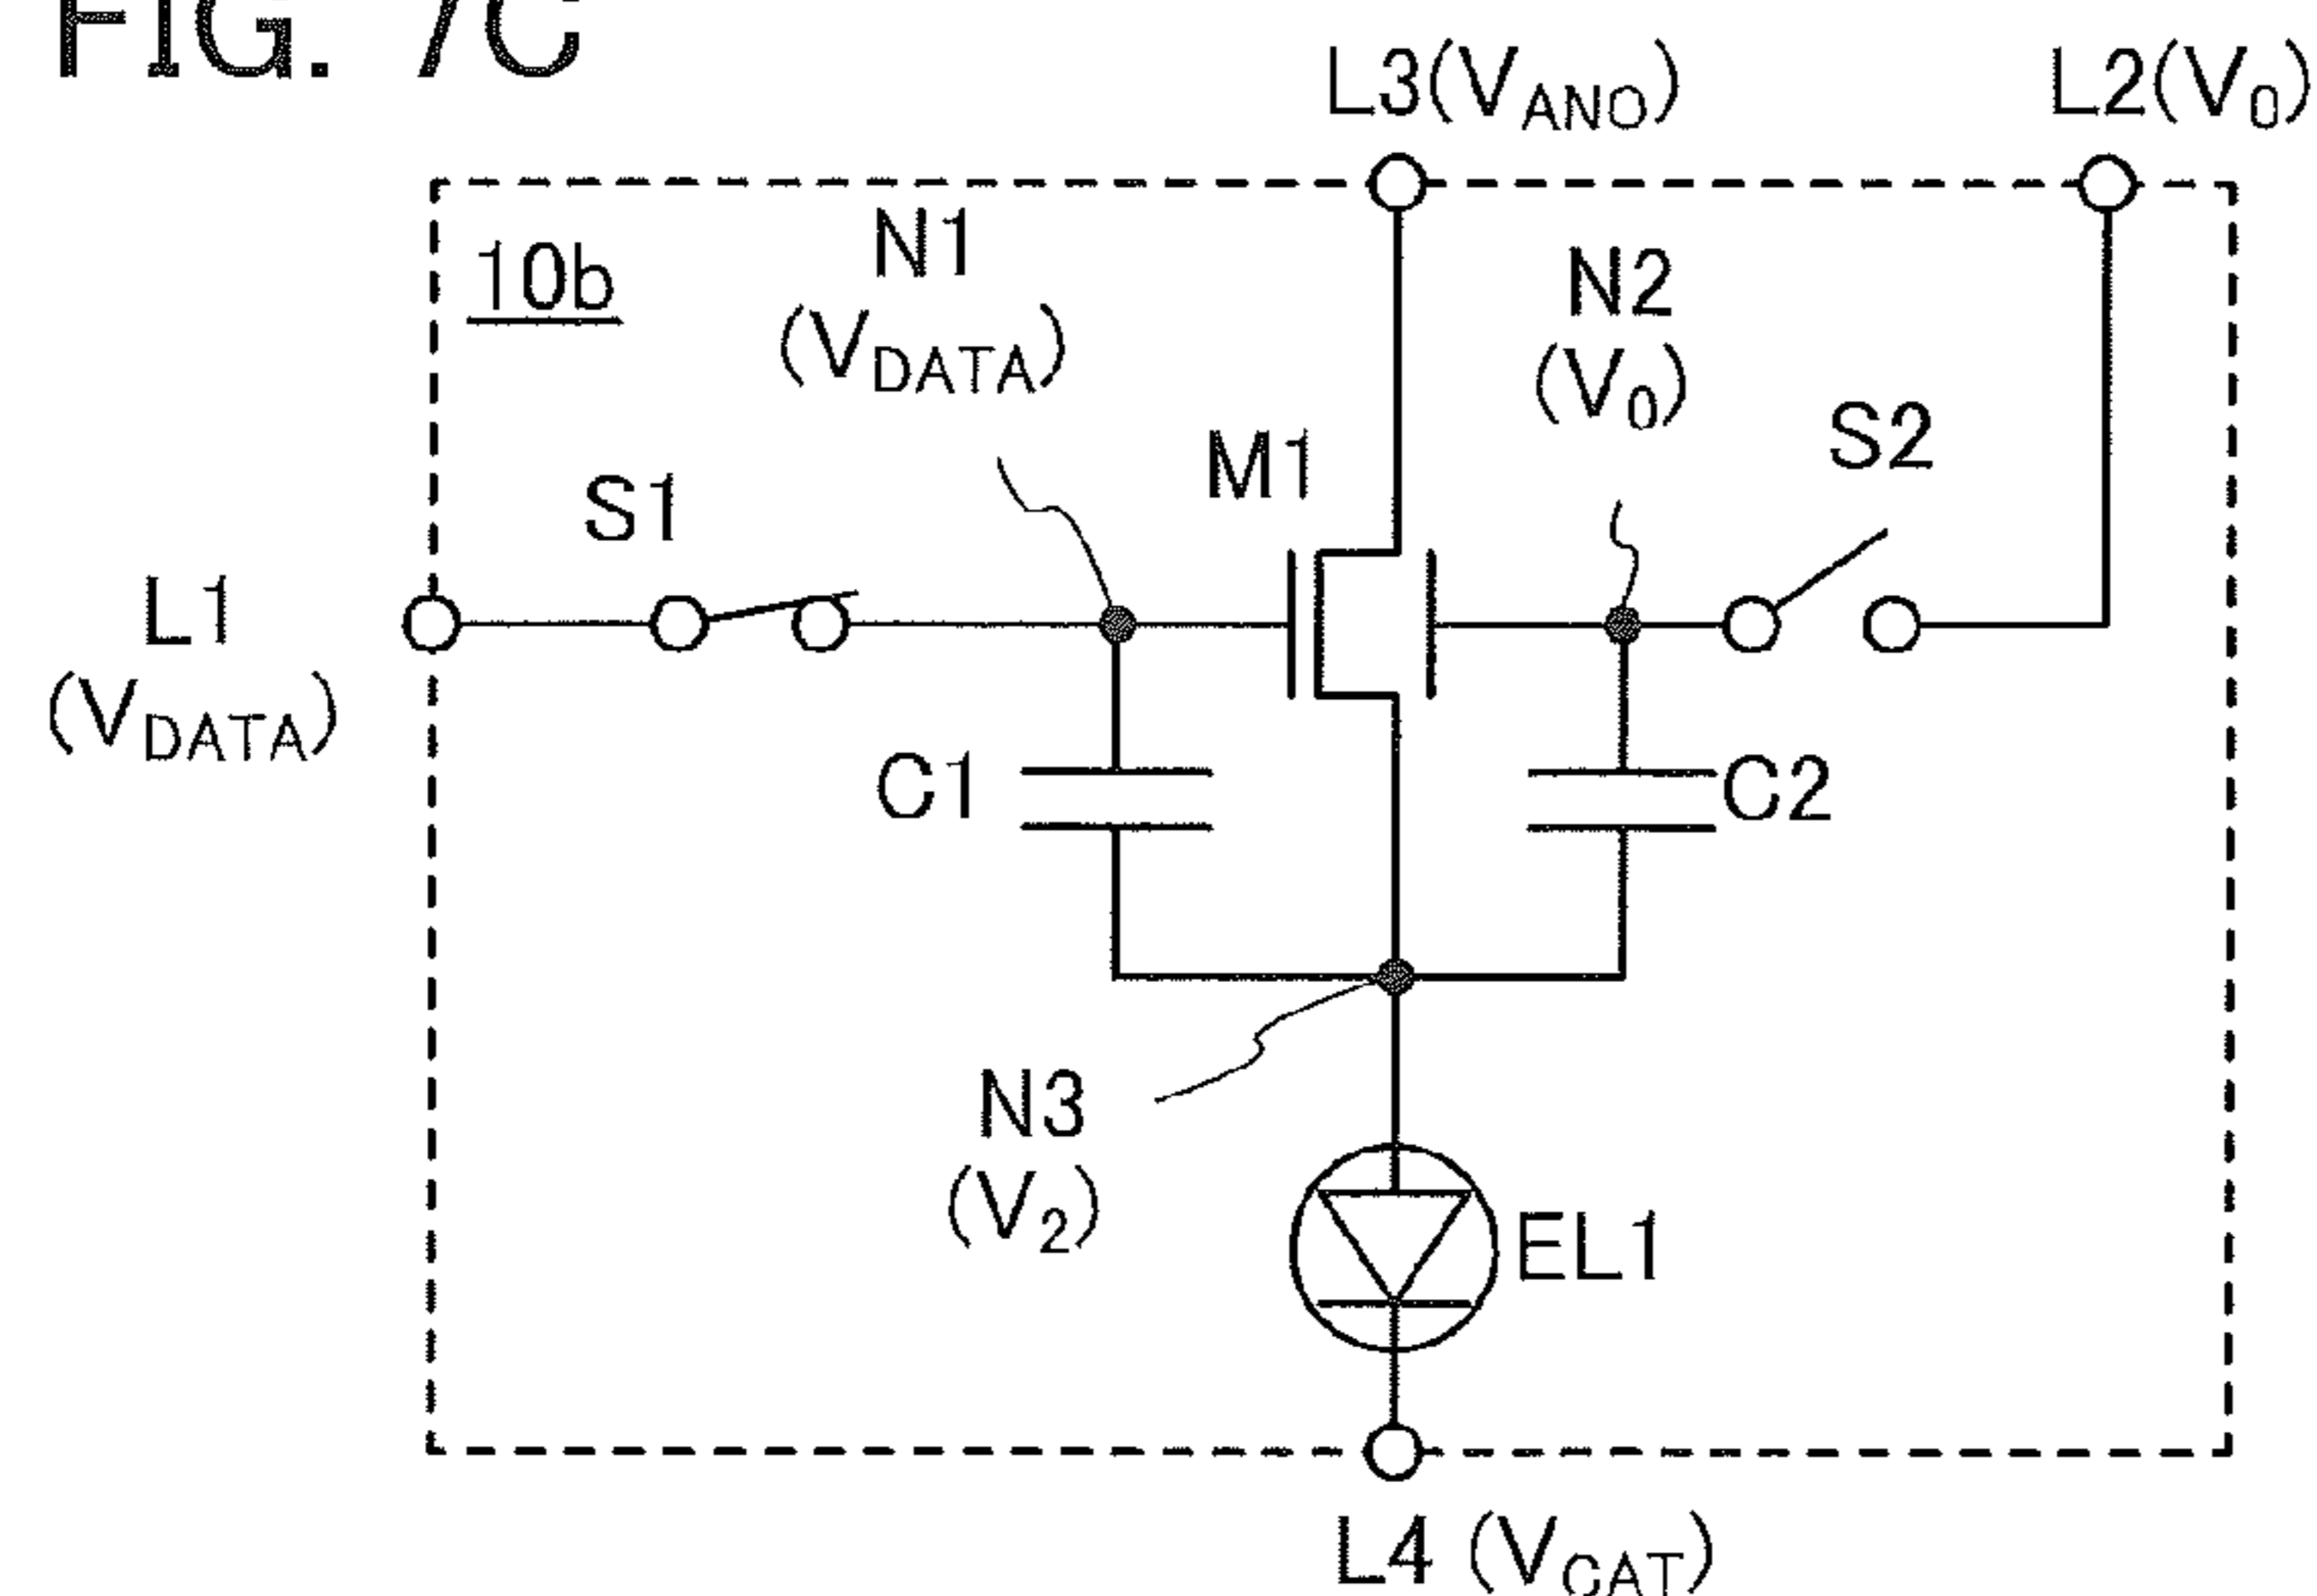 FIG. 7C
L3(VANO)
L2(V0)
10b
N1
(VDATA)
N2
(V0)
S1
M1
S2
L1
(VDATA)
C1
C2
N3
(V2)
EL1
L4 (VCAT)